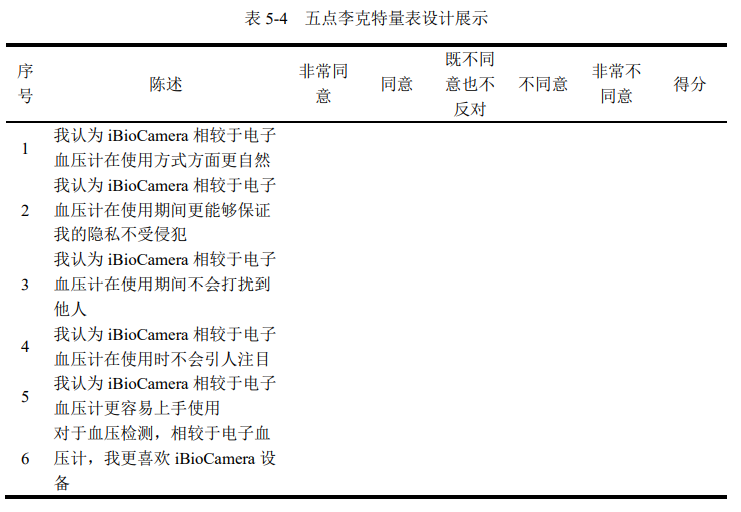 表 5-4 五点李克特量表设计展示
序号 陈述 非常同意 同意 既不同意也不反对 不同意 非常不同意 得分
1 我认为 iBioCamera 相较于电子
血压计在使用方式方面更自然
2 我认为 iBioCamera 相较于电子
血压计在使用期间更能够保证
我的隐私不受侵犯
3 我认为 iBioCamera 相较于电子
血压计在使用期间不会打扰到
他人
4 我认为 iBioCamera 相较于电子
血压计在使用时不会引人注目
5 我认为 iBioCamera 相较于电子
血压计更容易上手使用
6 对于血压检测，相较于电子血
压计，我更喜欢 iBioCamera 设
备